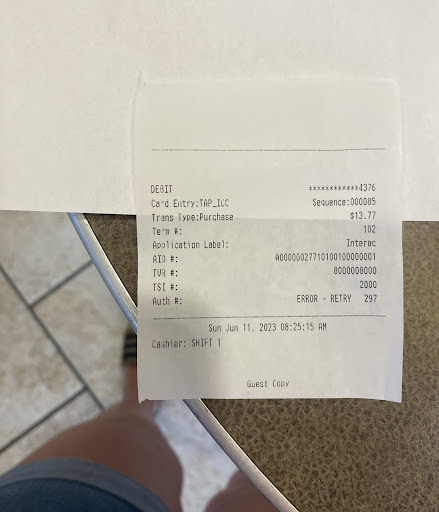 DEBIT ************4376
Card Entry:TAP_ICC Sequence:000085
Trans Type:Purchase $13.77
Term #: 102
Application Label: Interac
AID #: A00000027710100100000001
TVR #: 8000008000
TSI #: 2000
Auth #: ERROR - RETRY 297
Sun Jun 11, 2023 08:25:15 AM
Cashier: SHIFT 1
Guest Copy